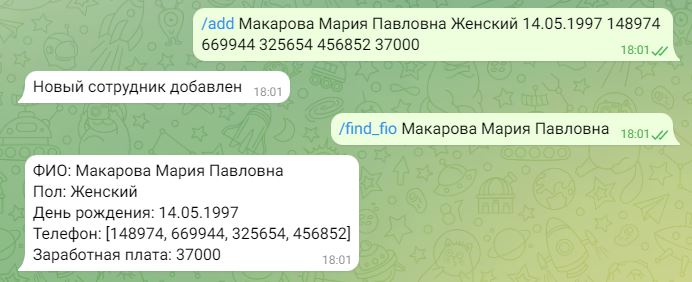 /add Макарова Мария Павловна Женский 14.05.1997 148974
669944 325654 456852 37000
18:01
Новый сотрудник добавлен 18:01
/find_fio Макарова Мария Павловна 18:01
ФИО: Макарова Мария Павловна
Пол: Женский
День рождения: 14.05.1997
Телефон: [148974, 669944, 325654, 456852]
Заработная плата: 37000
18:01